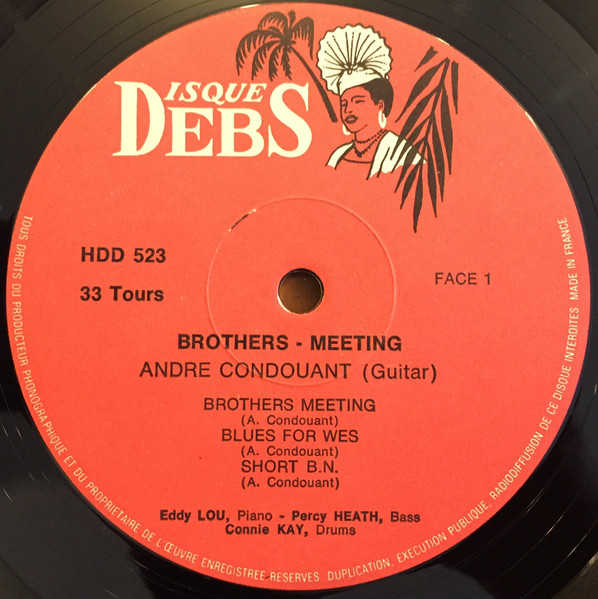 DISQUE
DEBS
HDD 523
33 Tours
FACE 1
BROTHERS - MEETING
ANDRE CONDOUANT (Guitar)
BROTHERS MEETING
(A. Condouant)
BLUES FOR WES
(A. Condouant)
SHORT B.N.
(A. Condouant)
Eddy LOU, Piano - Percy HEATH, Bass
Connie KAY, Drums
TOUS DROITS DU PRODUCTEUR PHONOGRAPHIQUE ET DU PROPRIETAIRE DE L'ŒUVRE ENREGISTREE RESERVES. DUPLICATION, EXECUTION PUBLIQUE, RADIODIFFUSION DE CE DISQUE INTERDITES MADE IN FRANCE